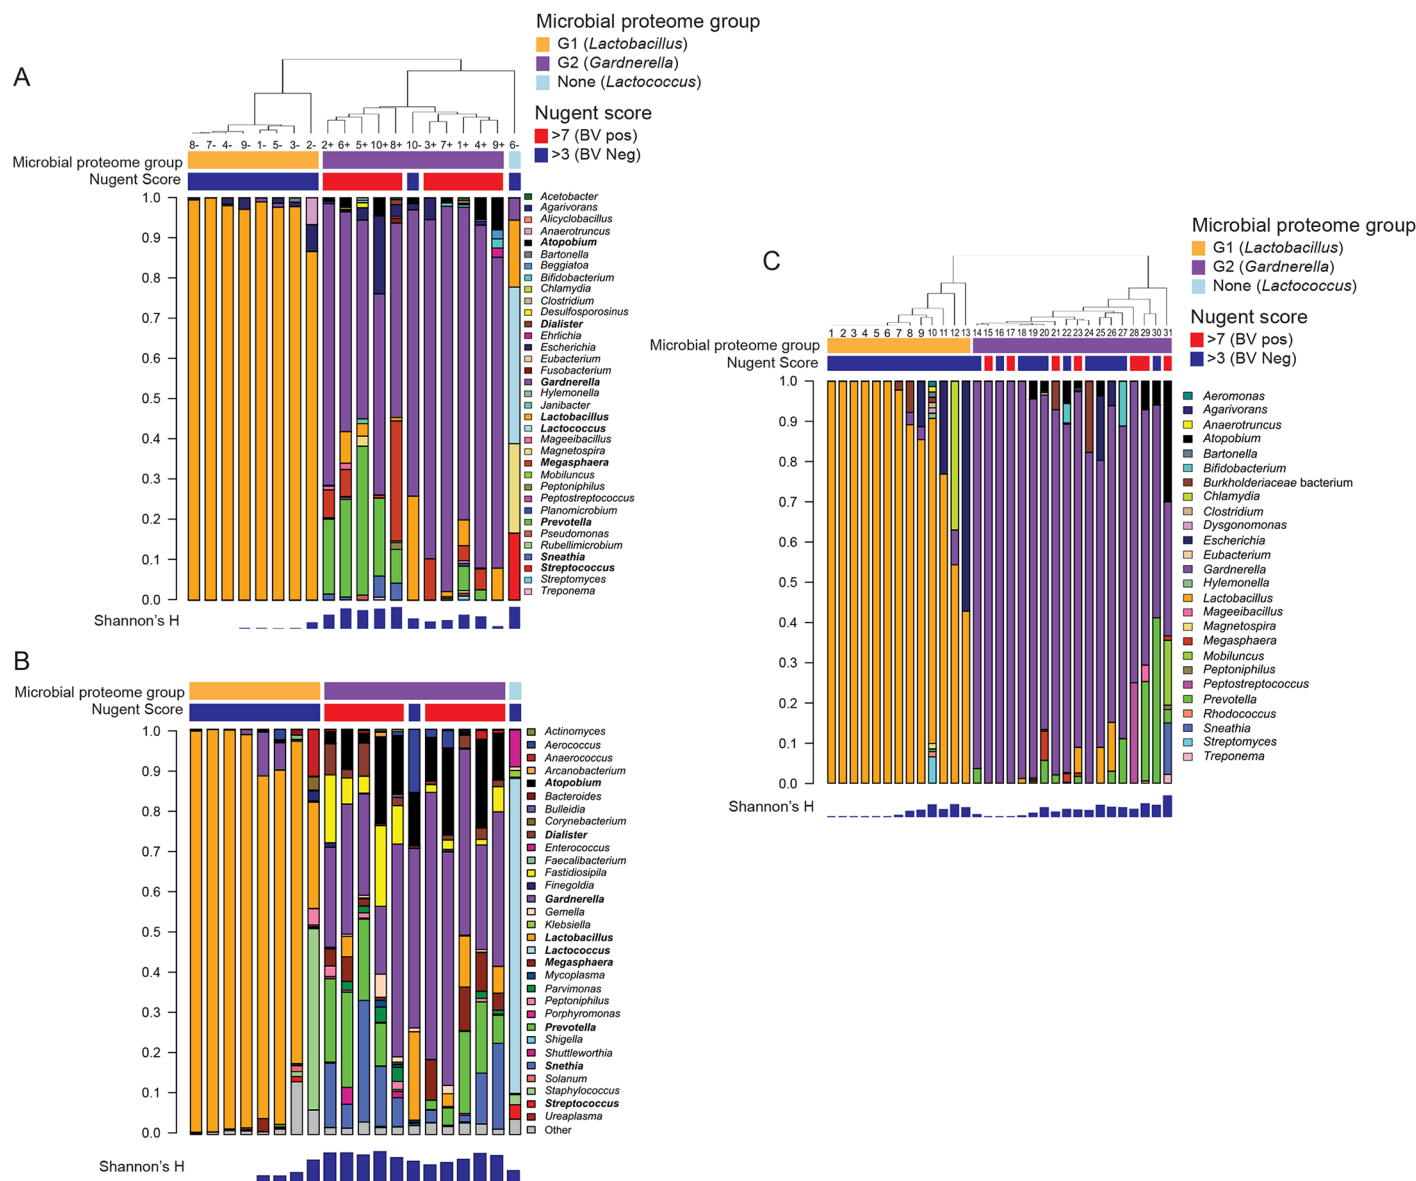 Microbial proteome group
G1 (Lactobacillus)
G2 (Gardnerella)
None (Lactococcus)
Nugent score
>7 (BV pos)
>3 (BV Neg)
A
8- 7- 4- 9- 1- 5- 3- 2- 2+ 6+ 5+ 10+ 8+ 10- 3+ 7+ 1+ 4+ 9+ 6-
Microbial proteome group
Nugent Score
1.0
0.9
0.8
0.7
0.6
0.5
0.4
0.3
0.2
0.1
0.0
Shannon's H
Acetobacter
Agarivorans
Alicyclobacillus
Anaerotruncus
Atopobium
Bartonella
Beggiatoa
Bifidobacterium
Chlamydia
Clostridium
Desulfosporosinus
Dialister
Ehrlichia
Escherichia
Eubacterium
Fusobacterium
Gardnerella
Hylemonella
Janibacter
Lactobacillus
Lactococcus
Mageeibacillus
Magnetospira
Megasphaera
Mobiluncus
Peptoniphilus
Peptostreptococcus
Planomicrobium
Prevotella
Pseudomonas
Rubellimicrobium
Sneathia
Streptococcus
Streptomyces
Treponema
B
Microbial proteome group
Nugent Score
1.0
0.9
0.8
0.7
0.6
0.5
0.4
0.3
0.2
0.1
0.0
Shannon's H
Actinomyces
Aerococcus
Anaerococcus
Arcanobacterium
Atopobium
Bacteroides
Bulleidia
Corynebacterium
Dialister
Enterococcus
Faecalibacterium
Fastidiosipila
Finegoldia
Gardnerella
Gemella
Klebsiella
Lactobacillus
Lactococcus
Megasphaera
Mycoplasma
Parvimonas
Peptoniphilus
Porphyromonas
Prevotella
Shigella
Shuttleworthia
Snethia
Solanum
Staphylococcus
Streptococcus
Ureaplasma
Other
C
Microbial proteome group
G1 (Lactobacillus)
G2 (Gardnerella)
None (Lactococcus)
Nugent score
>7 (BV pos)
>3 (BV Neg)
1 2 3 4 5 6 7 8 9 10 11 12 13 14 15 16 17 18 19 20 21 22 23 24 25 26 27 28 29 30 31
Microbial proteome group
Nugent Score
1.0
0.9
0.8
0.7
0.6
0.5
0.4
0.3
0.2
0.1
0.0
Shannon's H
Aeromonas
Agarivorans
Anaerotruncus
Atopobium
Bartonella
Bifidobacterium
Burkholderiaceae bacterium
Chlamydia
Clostridium
Dysgonomonas
Escherichia
Eubacterium
Gardnerella
Hylemonella
Lactobacillus
Mageeibacillus
Magnetospira
Megasphaera
Mobiluncus
Peptoniphilus
Peptostreptococcus
Prevotella
Rhodococcus
Sneathia
Streptomyces
Treponema